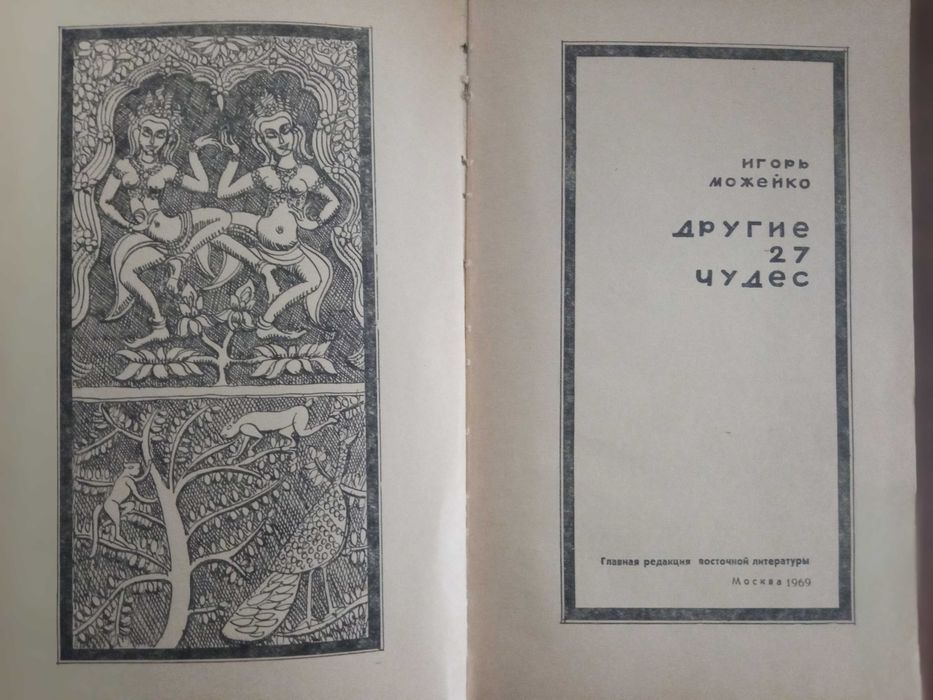 игорь
можейко
другие
27
чудес
Главная редакция восточной литературы
Москва 1969